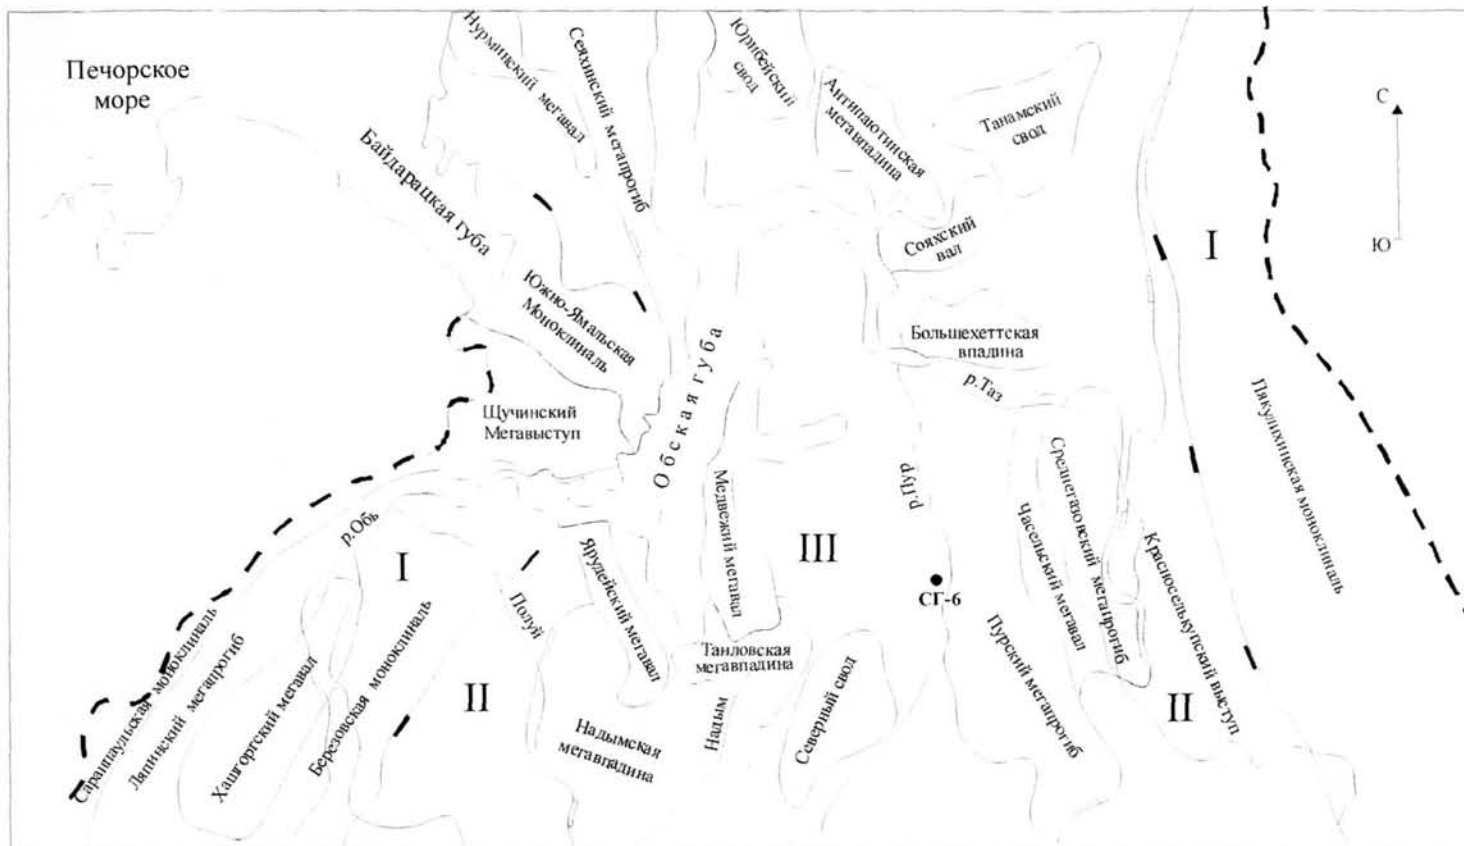 Печорское
море
Нурминский мегавал
Сеяхинский мегапрогиб
Юрибейский
свод
Антипаютинская
мегавпадина
Танамский
свод
С
Ю
Байдарацкая губа
Сояхский
вал
I
Южно-Ямальская
Моноклиналь
Большехеттская
впадина
р.Таз
Обская губа
Щучинский
Мегавыступ
Пякулихинская моноклиналь
р.Обь
I
Медвежий мегавал
III
р.Пур
СГ-6
Часельский мегавал
Среднетазовский мегапрогиб
Красноселькупский выступ
Полуй
Ярудейский мегавал
Танловская
мегавпадина
Саранпаульская моноклиналь
Ляпинский мегапрогиб
Хашгортский мегавал
Березовская моноклиналь
II
Надымская
мегавпадина
Надым
Северный свод
Пурский мегапрогиб
II